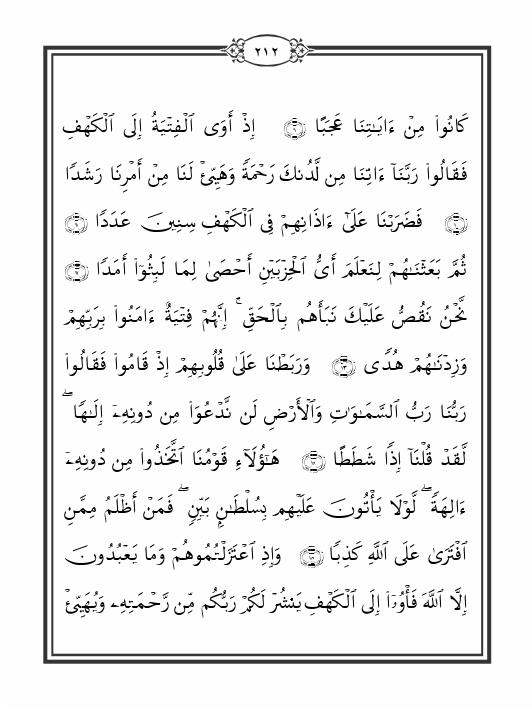 ٢١٢
كَانُوا۟ مِنْ ءَايَـٰتِنَا عَجَبًا ۝٩ إِذْ أَوَى ٱلْفِتْيَةُ إِلَى ٱلْكَهْفِ
فَقَالُوا۟ رَبَّنَآ ءَاتِنَا مِن لَّدُنكَ رَحْمَةً وَهَيِّئْ لَنَا مِنْ أَمْرِنَا رَشَدًا
۝١٠ فَضَرَبْنَا عَلَىٰٓ ءَاذَانِهِمْ فِى ٱلْكَهْفِ سِنِينَ عَدَدًا ۝١١
ثُمَّ بَعَثْنَـٰهُمْ لِنَعْلَمَ أَىُّ ٱلْحِزْبَيْنِ أَحْصَىٰ لِمَا لَبِثُوٓا۟ أَمَدًا ۝١٢
نَّحْنُ نَقُصُّ عَلَيْكَ نَبَأَهُم بِٱلْحَقِّ ۚ إِنَّهُمْ فِتْيَةٌ ءَامَنُوا۟ بِرَبِّهِمْ
وَزِدْنَـٰهُمْ هُدًى ۝١٣ وَرَبَطْنَا عَلَىٰ قُلُوبِهِمْ إِذْ قَامُوا۟ فَقَالُوا۟
رَبُّنَا رَبُّ ٱلسَّمَـٰوَٰتِ وَٱلْأَرْضِ لَن نَّدْعُوَا۟ مِن دُونِهِۦٓ إِلَـٰهًا ۖ
لَّقَدْ قُلْنَآ إِذًا شَطَطًا ۝١٤ هَـٰٓؤُلَآءِ قَوْمُنَا ٱتَّخَذُوا۟ مِن دُونِهِۦٓ
ءَالِهَةً ۖ لَّوْلَا يَأْتُونَ عَلَيْهِم بِسُلْطَـٰنٍۭ بَيِّنٍ ۖ فَمَنْ أَظْلَمُ مِمَّنِ
ٱفْتَرَىٰ عَلَى ٱللَّهِ كَذِبًا ۝١٥ وَإِذِ ٱعْتَزَلْتُمُوهُمْ وَمَا يَعْبُدُونَ
إِلَّا ٱللَّهَ فَأْوُۥٓا۟ إِلَى ٱلْكَهْفِ يَنشُرْ لَكُمْ رَبُّكُم مِّن رَّحْمَتِهِۦ وَيُهَيِّئْ